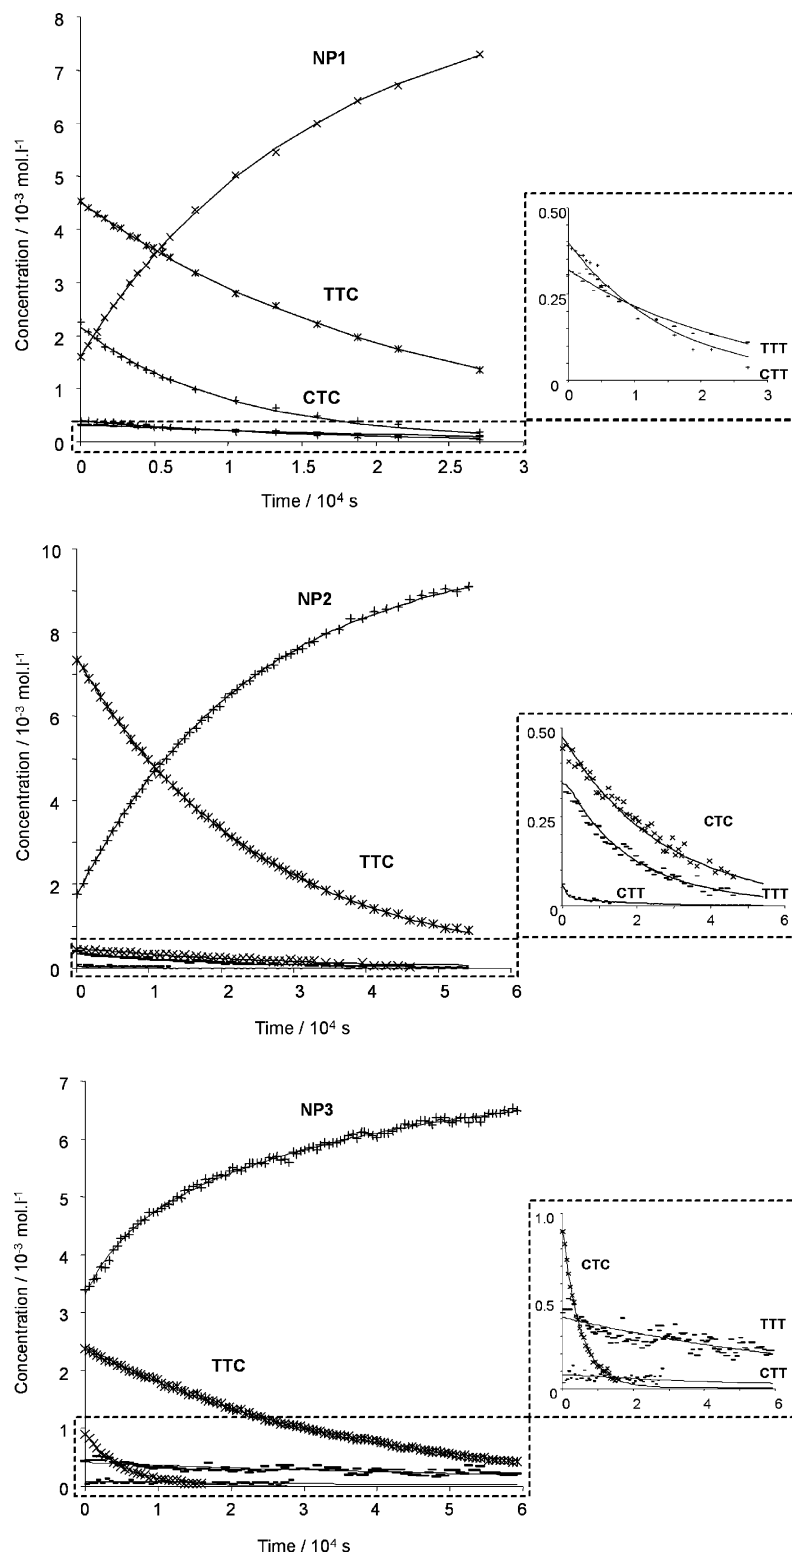 8
NP1
7
6
5
4
3
2
1
0
Concentration / 10⁻³ mol.l⁻¹
TTC
CTC
0 0.5 1 1.5 2 2.5 3
Time / 10⁴ s
0.50
0.25
0
TTT
CTT
0 1 2 3
10
NP2
8
6
4
2
0
Concentration / 10⁻³ mol.l⁻¹
TTC
0 1 2 3 4 5 6
Time / 10⁴ s
0.50
CTC
0.25
CTT
TTT
0
0 2 4 6
7
NP3
6
5
4
3
2
1
0
Concentration / 10⁻³ mol.l⁻¹
TTC
0 1 2 3 4 5 6
Time / 10⁴ s
1.0
CTC
0.5
TTT
CTT
0
0 2 4 6